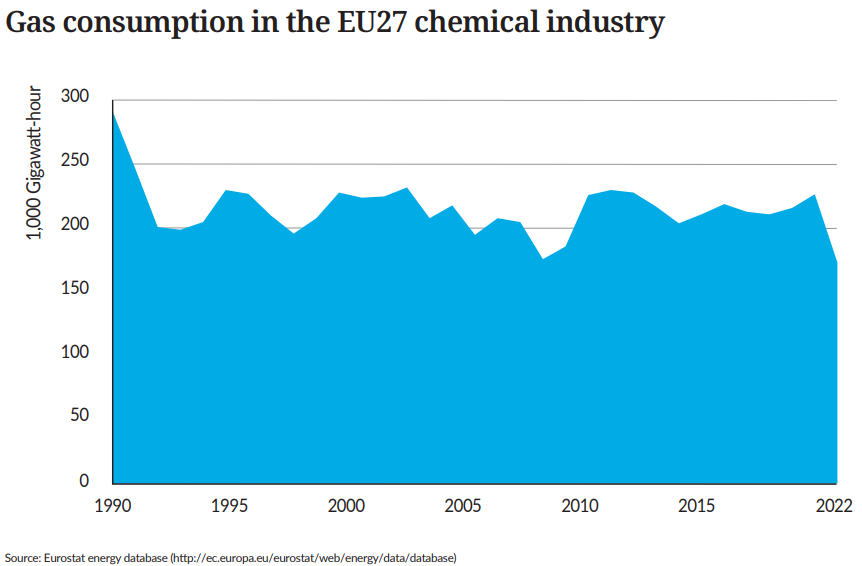 Gas consumption in the EU27 chemical industry
1,000 Gigawatt-hour
300
250
200
150
100
50
0
1990 1995 2000 2005 2010 2015 2022
Source: Eurostat energy database (http://ec.europa.eu/eurostat/web/energy/data/database)